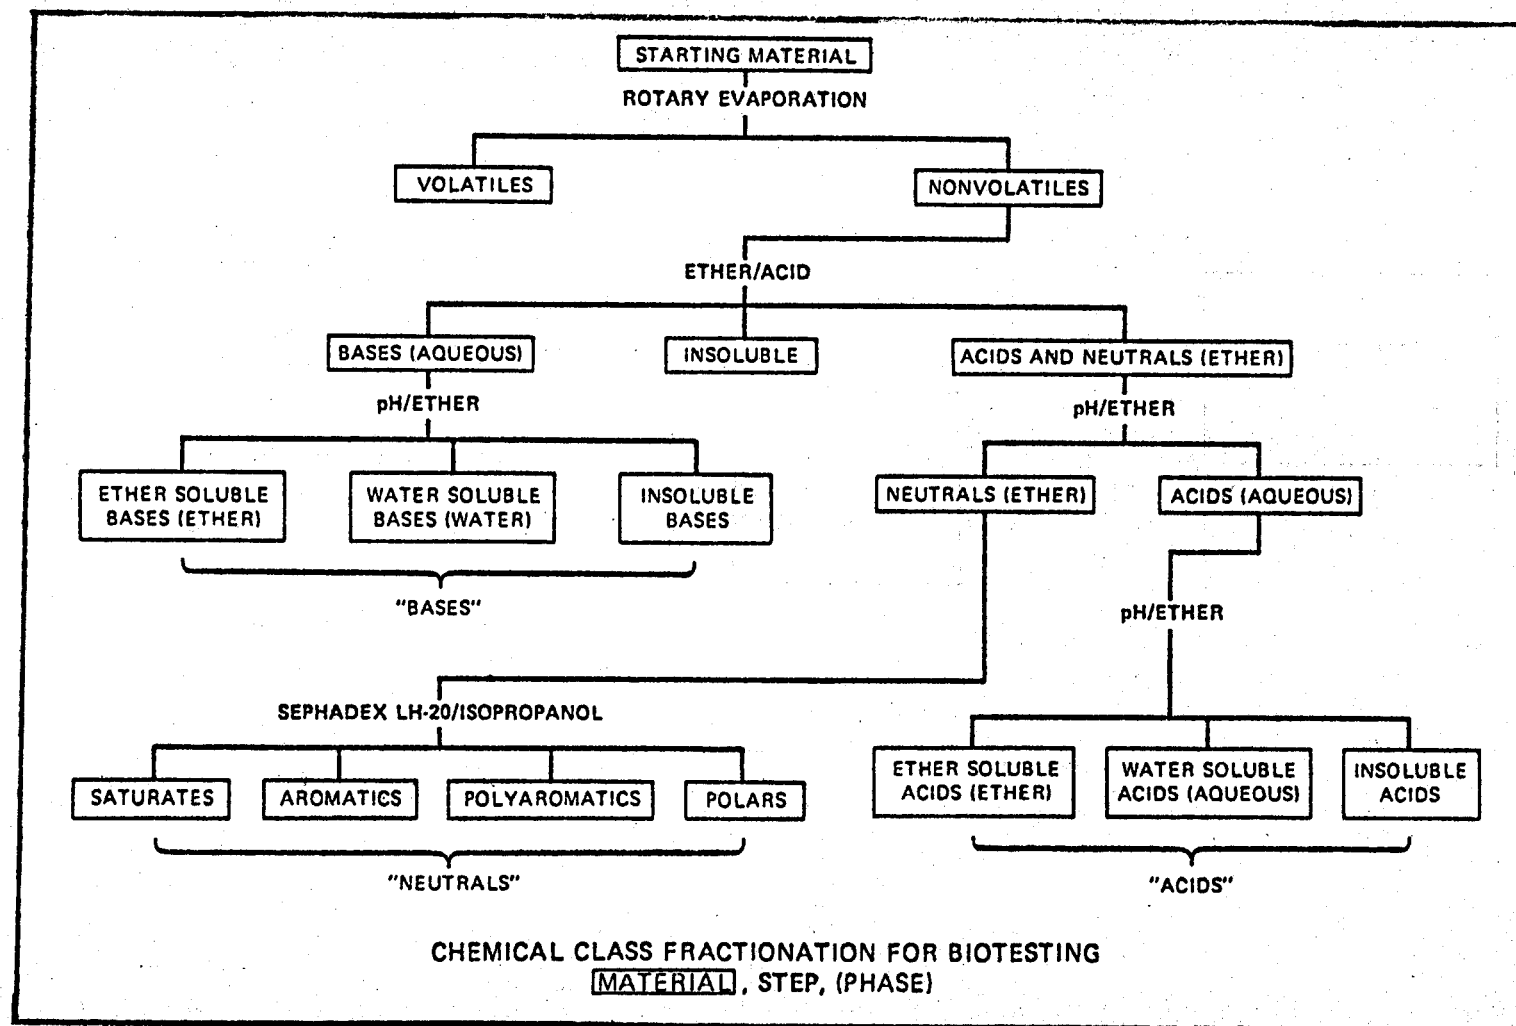 STARTING MATERIAL
ROTARY EVAPORATION
VOLATILES
NONVOLATILES
ETHER/ACID
BASES (AQUEOUS)
INSOLUBLE
ACIDS AND NEUTRALS (ETHER)
pH/ETHER
pH/ETHER
ETHER SOLUBLE
BASES (ETHER)
WATER SOLUBLE
BASES (WATER)
INSOLUBLE
BASES
NEUTRALS (ETHER)
ACIDS (AQUEOUS)
"BASES"
pH/ETHER
SEPHADEX LH-20/ISOPROPANOL
SATURATES
AROMATICS
POLYAROMATICS
POLARS
ETHER SOLUBLE
ACIDS (ETHER)
WATER SOLUBLE
ACIDS (AQUEOUS)
INSOLUBLE
ACIDS
"NEUTRALS"
"ACIDS"
CHEMICAL CLASS FRACTIONATION FOR BIOTESTING
MATERIAL, STEP, (PHASE)